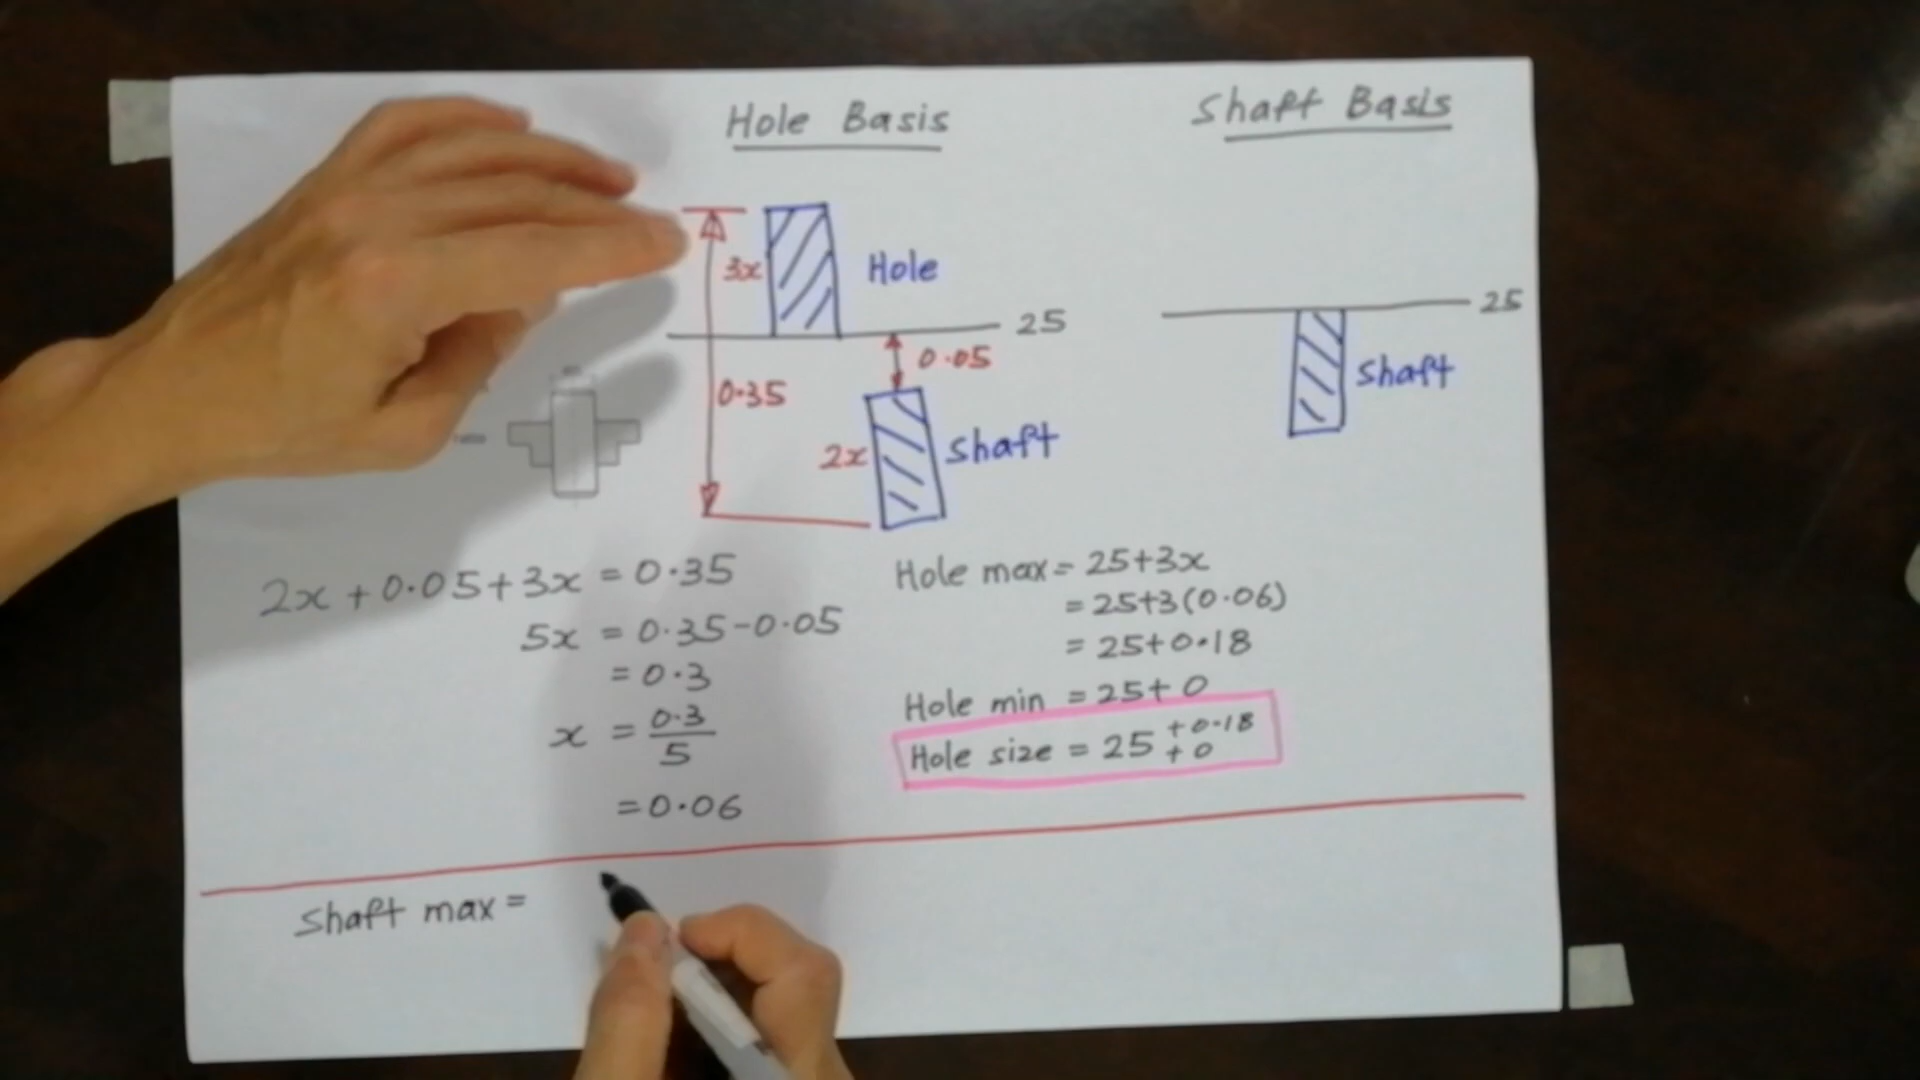 Hole Basis
Shaft Basis
3x
Hole
25
0.05
0.35
2x
Shaft
25
Shaft
2x + 0.05 + 3x = 0.35
5x = 0.35 - 0.05
= 0.3
x = 0.3
5
= 0.06
Hole max = 25+3x
= 25+3(0.06)
= 25+0.18
Hole min = 25+ 0
Hole size = 25 +0.18
+ 0
Shaft max =